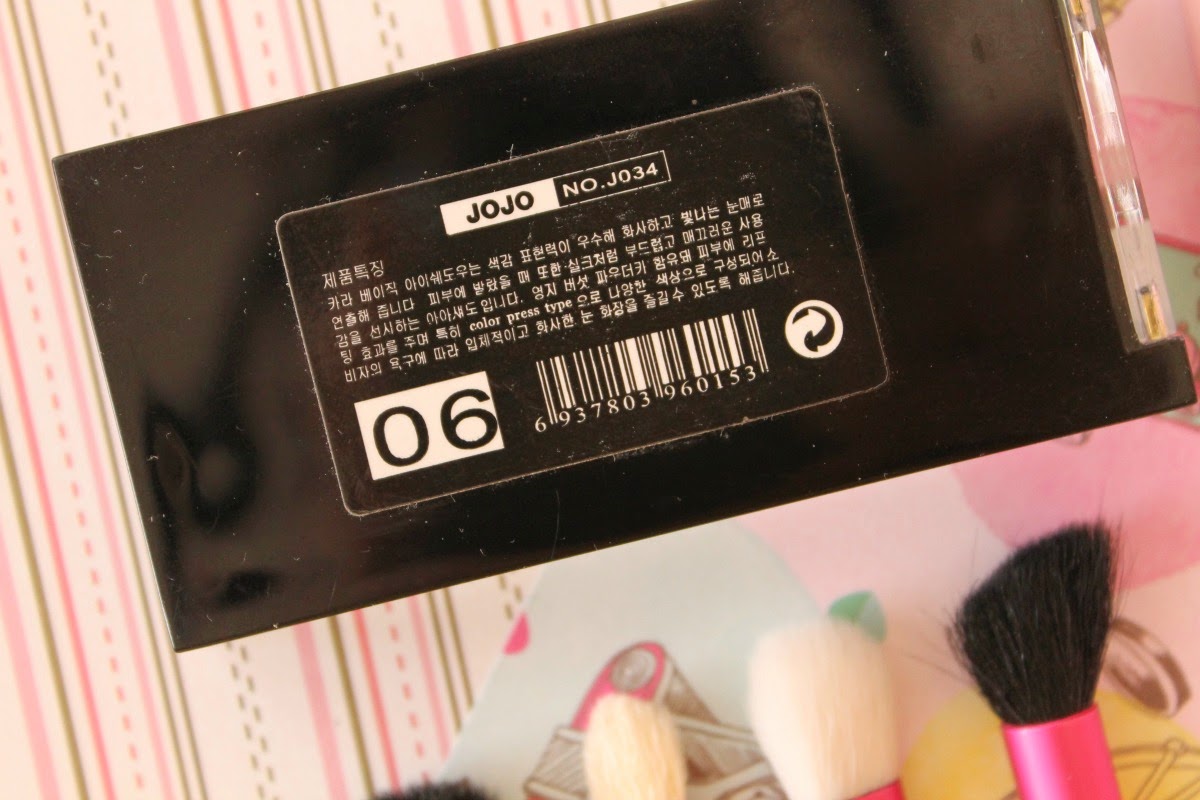 JOJO NO.J034
제품특징
카라 베이직 아이쉐도우는 색감 표현력이 우수해 화사하고 빛나는 눈매로
연출해 줍니다 피부에 발랐을 때 또한 실크처럼 부드럽고 매끄러운 사용
감을 선시하는 아아섀도입니다. 영지 버섯 파우더키 함유돼 피부에 리프
팅 효과를 주며 특히 color press type 으로 나양한 색상으로 구성되어 소
비자의 욕구에 따라 입체적이고 화사한 눈 화장을 즐길수 있도록 해줍니다.
06
6 937803 960153